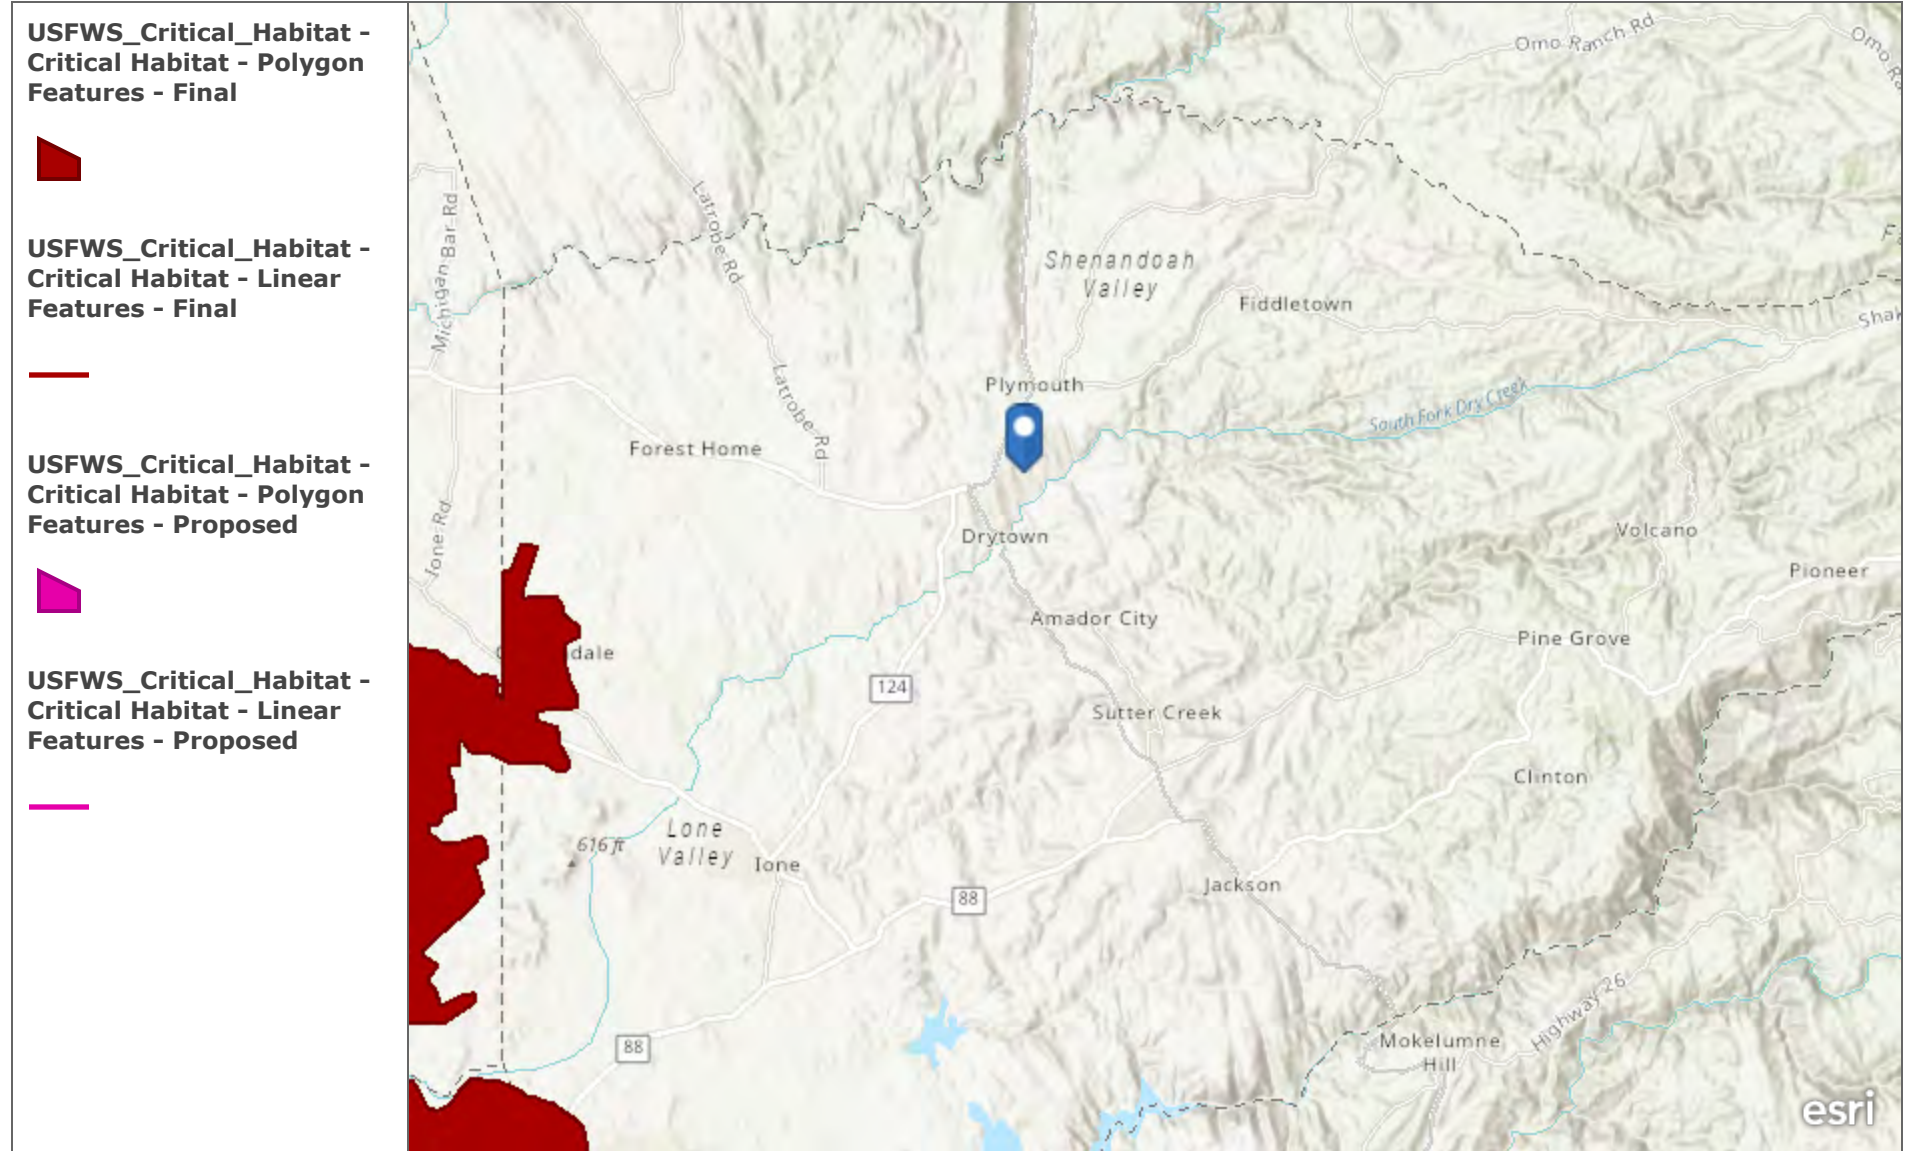 USFWS_Critical_Habitat -
Critical Habitat - Polygon
Features - Final
USFWS_Critical_Habitat -
Critical Habitat - Linear
Features - Final
USFWS_Critical_Habitat -
Critical Habitat - Polygon
Features - Proposed
USFWS_Critical_Habitat -
Critical Habitat - Linear
Features - Proposed
Omo Ranch Rd
Michigan Bar Rd
Latrobe Rd
Shenandoah
Valley
Fiddletown
Plymouth
Latrobe Rd
South Fork Dry Creek
Forest Home
Ione Rd
Drytown
Volcano
Pioneer
Amador City
Pine Grove
dale
124
Sutter Creek
Clinton
Lone
Valley
616 ft
Ione
Jackson
88
Highway 26
88
Mokelumne
Hill
esri